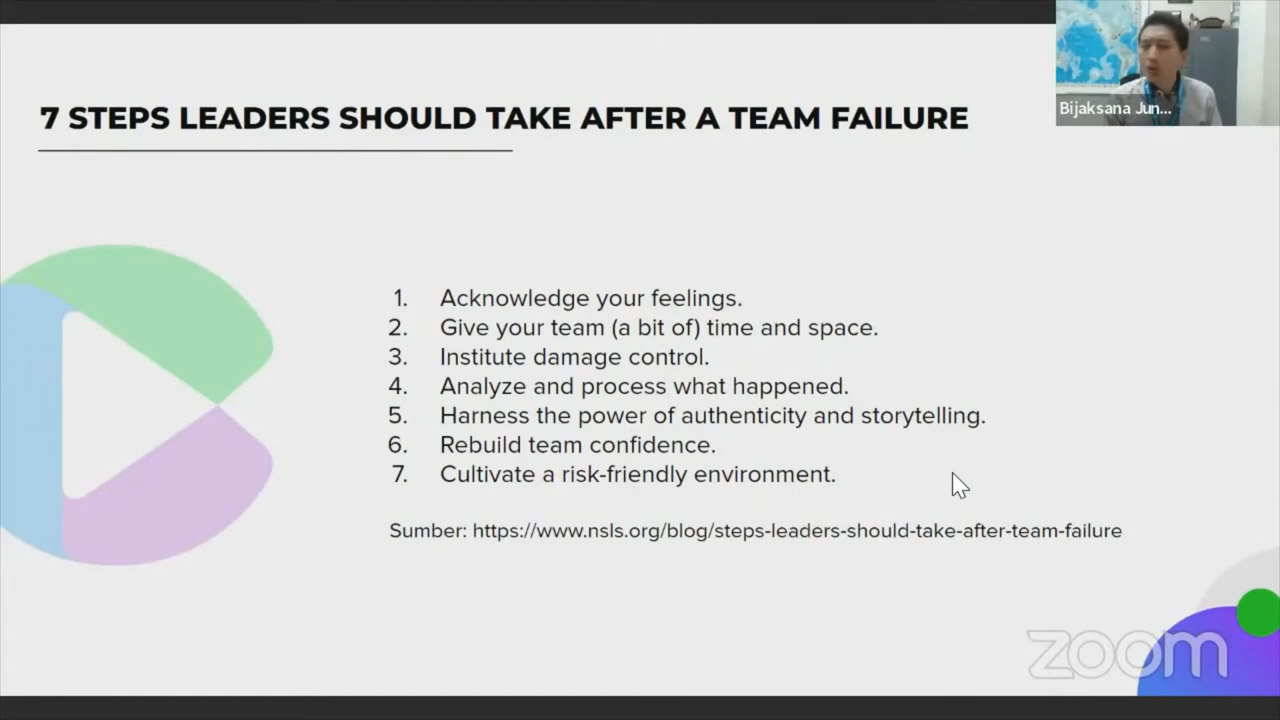 7 STEPS LEADERS SHOULD TAKE AFTER A TEAM FAILURE
Bijaksana Jun...
1. Acknowledge your feelings.
2. Give your team (a bit of) time and space.
3. Institute damage control.
4. Analyze and process what happened.
5. Harness the power of authenticity and storytelling.
6. Rebuild team confidence.
7. Cultivate a risk-friendly environment.
Sumber: https://www.nsls.org/blog/steps-leaders-should-take-after-team-failure
zoom